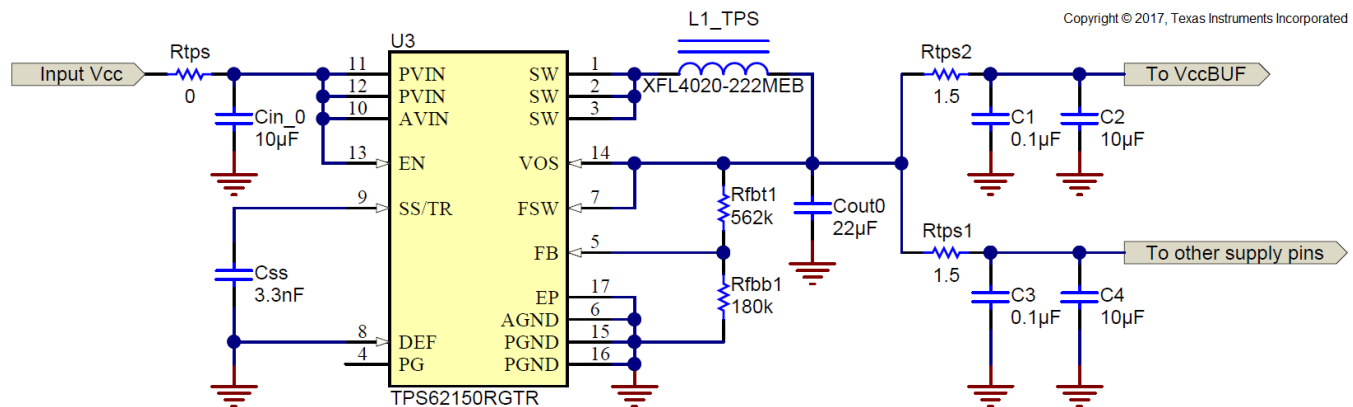 Copyright © 2017, Texas Instruments Incorporated
L1_TPS
U3
Rtps
Rtps2
Input Vcc
11 PVIN SW 1
To VccBUF
0
12 PVIN SW 2
XFL4020-222MEB
1.5
10 AVIN SW 3
Cin_0
10µF
C1
0.1µF
C2
10µF
13 EN VOS 14
9 SS/TR FSW 7
Rfbt1
562k
Cout0
22µF
Rtps1
FB 5
To other supply pins
1.5
Css
3.3nF
EP 17
Rfbb1
180k
C3
0.1µF
C4
10µF
AGND 6
8 DEF PGND 15
4 PG PGND 16
TPS62150RGTR